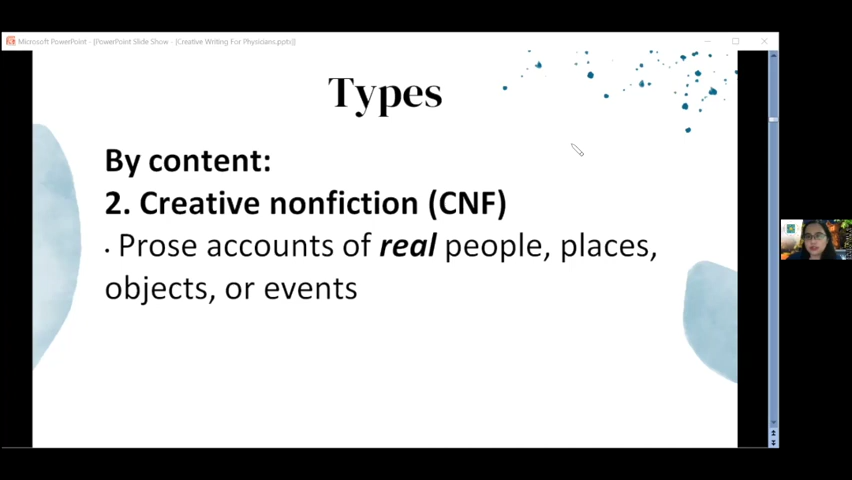 Microsoft PowerPoint - [PowerPoint Slide Show - [Creative Writing For Physicians.ppts]]
Types
By content:
2. Creative nonfiction (CNF)
• Prose accounts of real people, places,
objects, or events